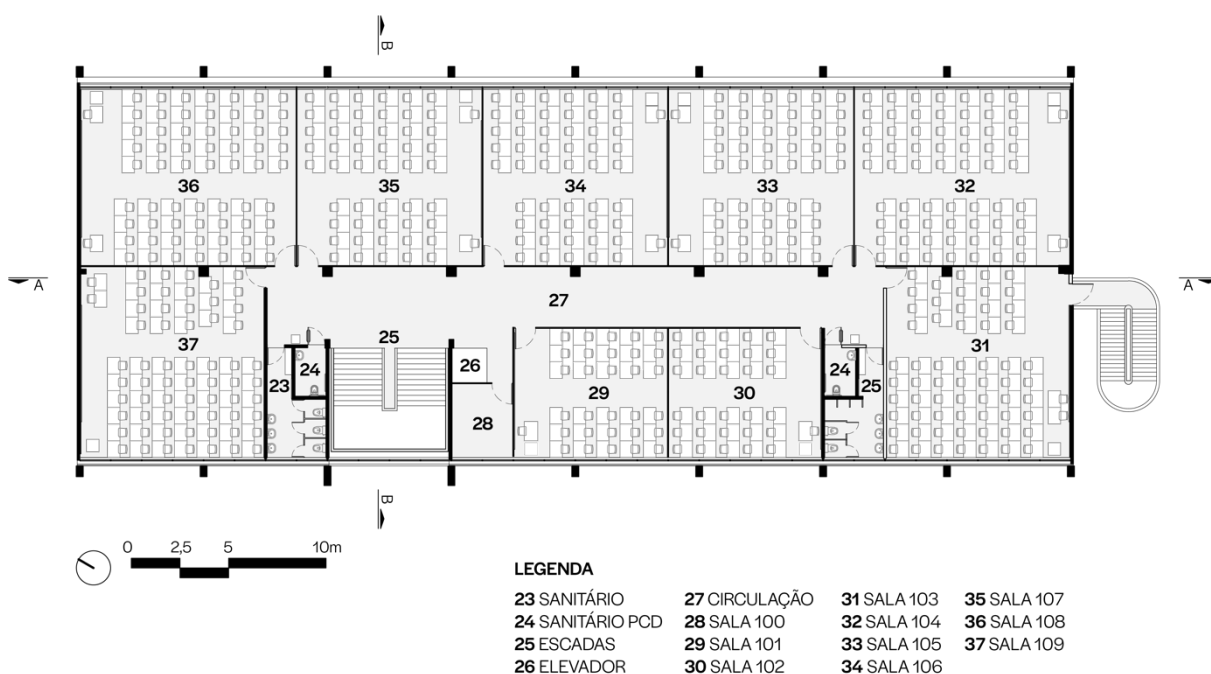 B
36
35
34
33
32
A
27
A
37
25
31
23
24
26
29
30
24
25
28
B
0 2,5 5 10m
LEGENDA
23 SANITÁRIO
24 SANITÁRIO PCD
25 ESCADAS
26 ELEVADOR
27 CIRCULAÇÃO
28 SALA 100
29 SALA 101
30 SALA 102
31 SALA 103
32 SALA 104
33 SALA 105
34 SALA 106
35 SALA 107
36 SALA 108
37 SALA 109